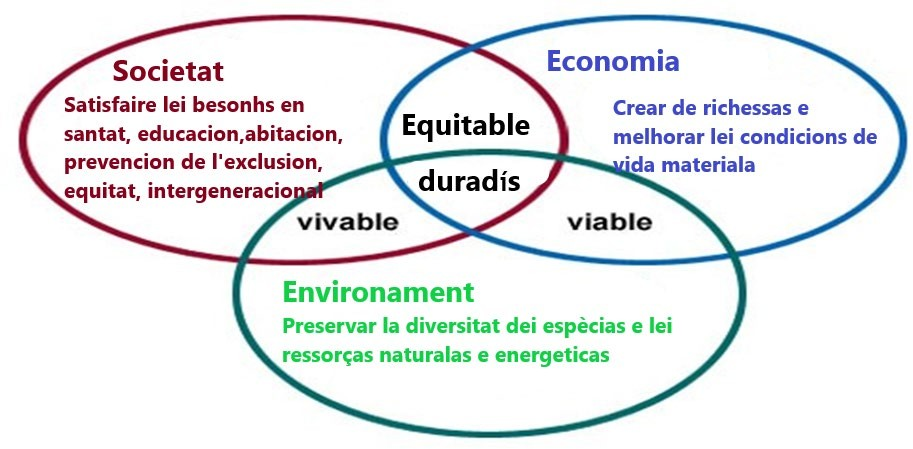 Societat
Satisfaire lei besonhs en
santat, educacion,abitacion,
prevencion de l'exclusion,
equitat, intergeneracional
Economia
Crear de richessas e
melhorar lei condicions de
vida materiala
Equitable
duradís
vivable
viable
Environament
Preservar la diversitat dei espècias e lei
ressorças naturalas e energeticas